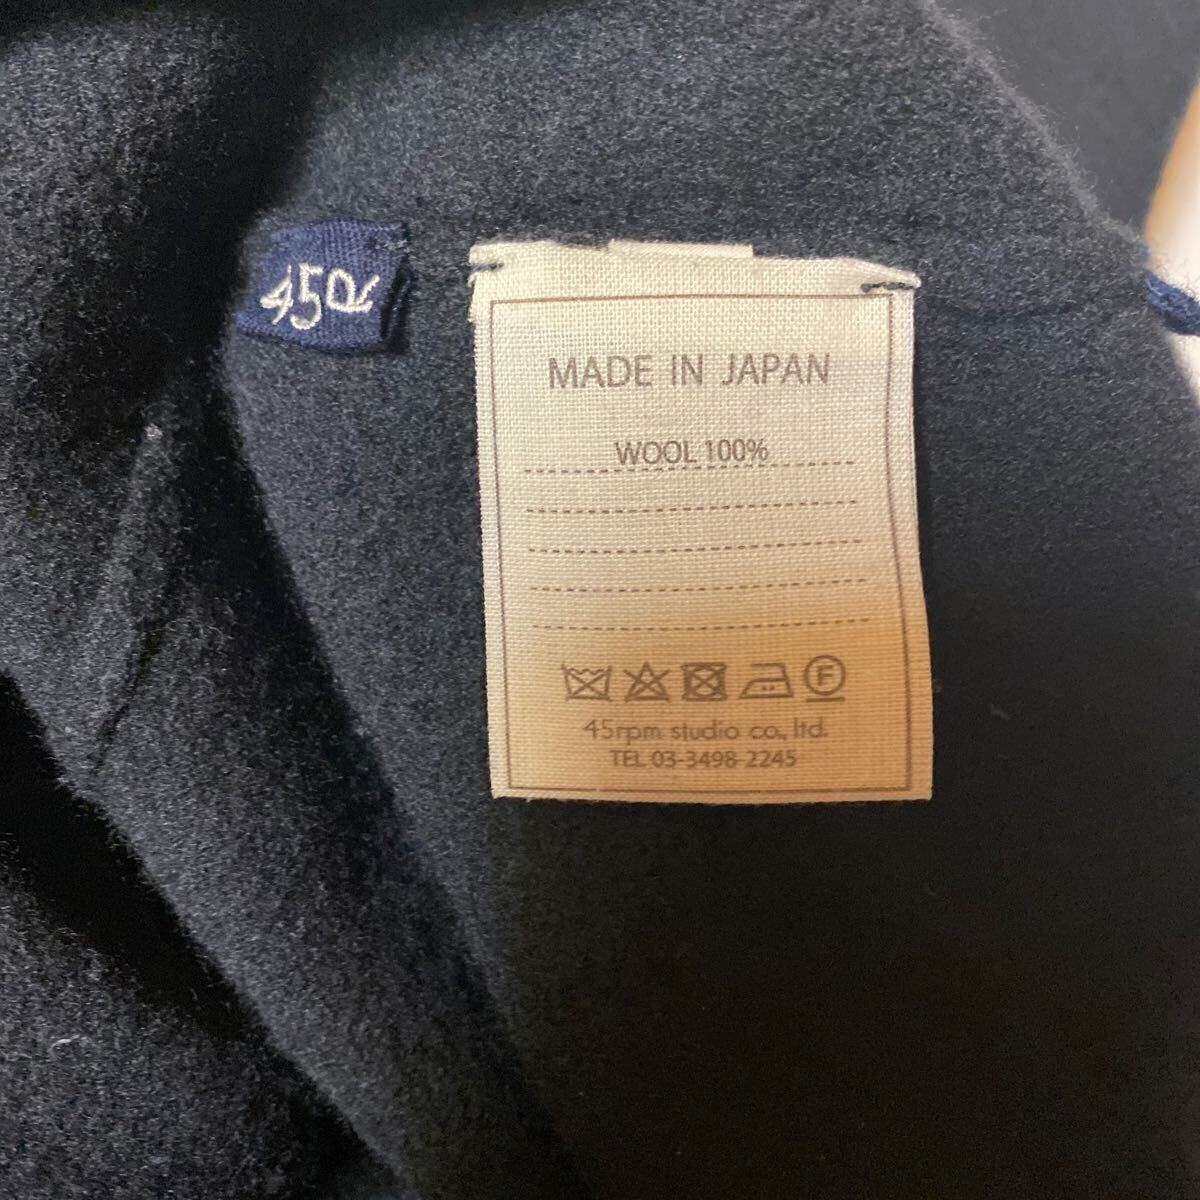 45R
MADE IN JAPAN
WOOL 100%
F
45rpm studio co., ltd.
TEL 03-3498-2245